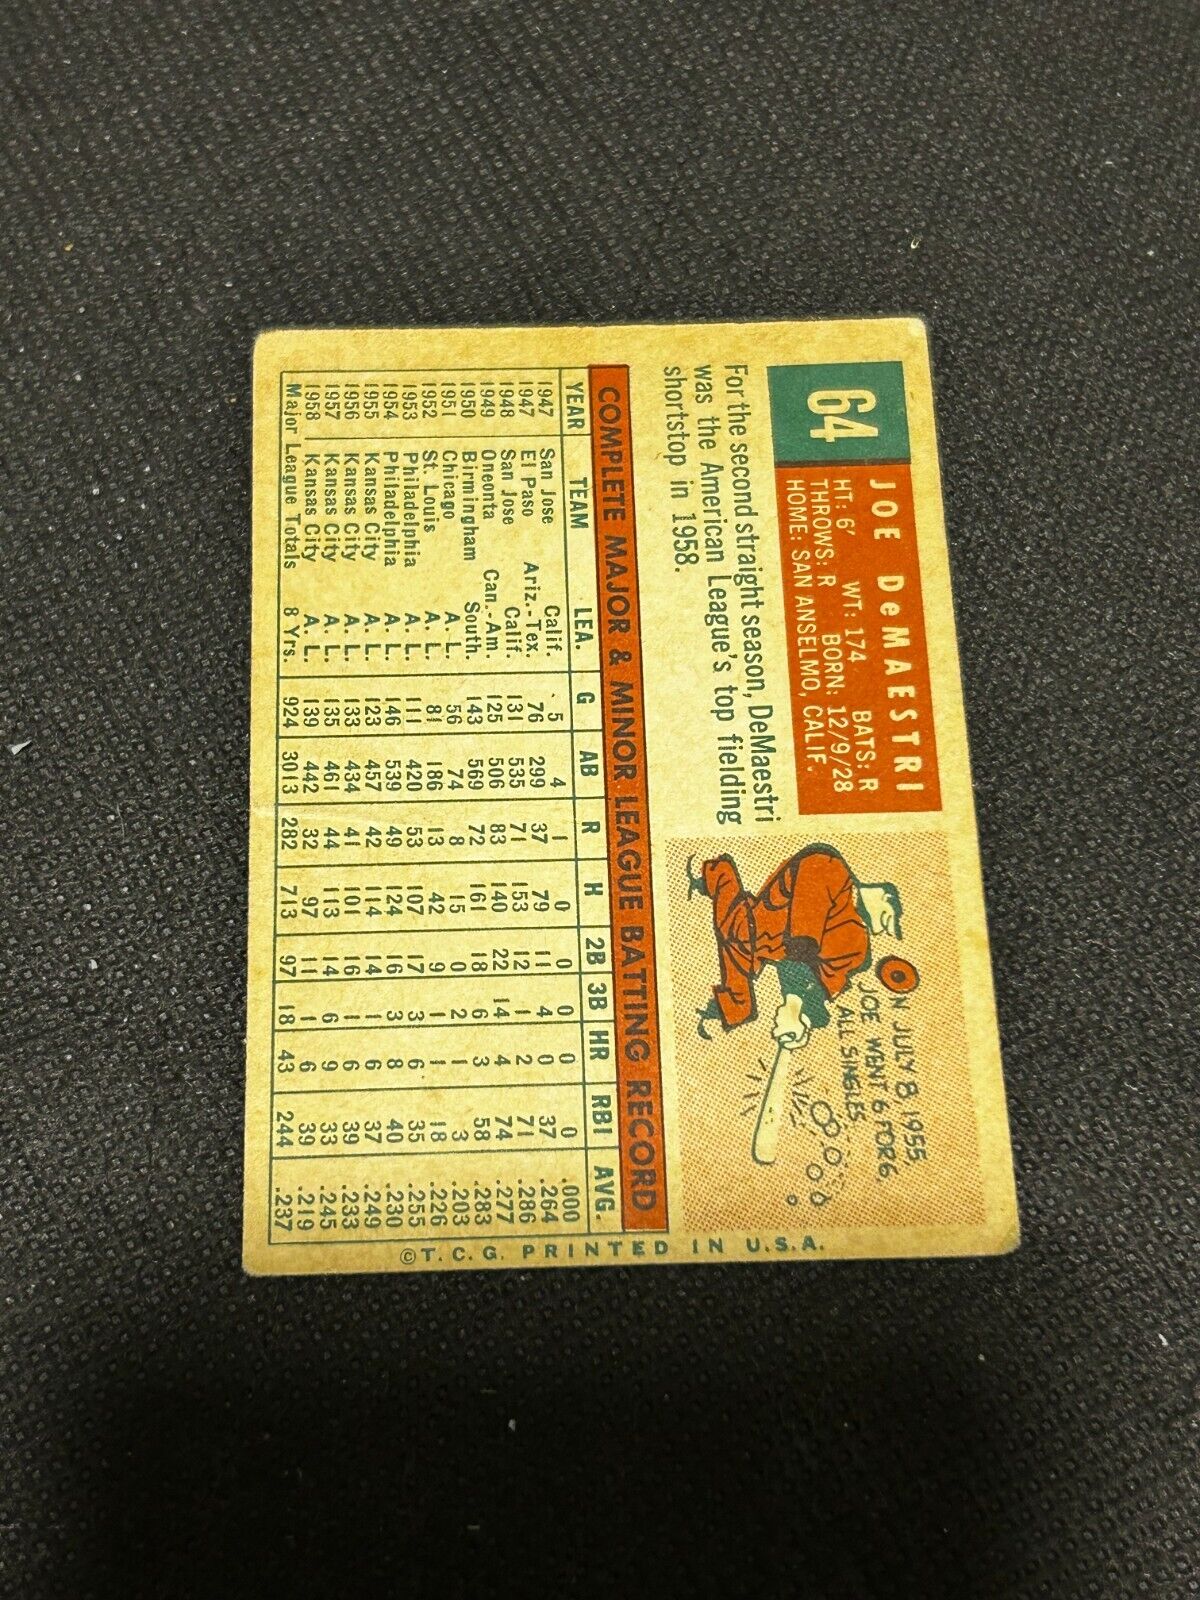 64
JOE DeMAESTRI
HT: 6' WT: 174 BATS: R
THROWS: R BORN: 12/9/28
HOME: SAN ANSELMO, CALIF.
For the second straight season, DeMaestri
was the American League's top fielding
shortstop in 1958.
ON JULY 8 1955,
JOE WENT 6 FOR 6,
ALL SINGLES
COMPLETE MAJOR & MINOR LEAGUE BATTING RECORD
YEAR TEAM LEA. G AB R H 2B 3B HR RBI AVG.
1947 San Jose Calif. 5 4 1 0 0 0 0 0 .000
1947 El Paso Ariz.-Tex. 76 299 37 79 11 4 0 37 .264
1948 San Jose Calif. 131 535 71 153 12 1 2 71 .286
1949 Oneonta Can.-Am. 125 506 83 140 22 14 4 74 .277
1950 Birmingham South. 143 569 72 161 18 6 3 58 .283
1951 Chicago A. L. 56 74 8 15 0 2 1 3 .203
1952 St. Louis A. L. 81 186 13 42 9 1 1 18 .226
1953 Philadelphia A. L. 111 420 53 107 17 3 6 35 .255
1954 Philadelphia A. L. 146 539 49 124 16 3 8 40 .230
1955 Kansas City A. L. 123 457 42 114 14 1 6 37 .249
1956 Kansas City A. L. 133 434 41 101 16 1 6 39 .233
1957 Kansas City A. L. 135 461 44 113 14 6 9 33 .245
1958 Kansas City A. L. 139 442 32 97 11 1 6 39 .219
Major League Totals 8 Yrs. 924 3013 282 713 97 18 43 244 .237
© T. C. G. PRINTED IN U.S.A.